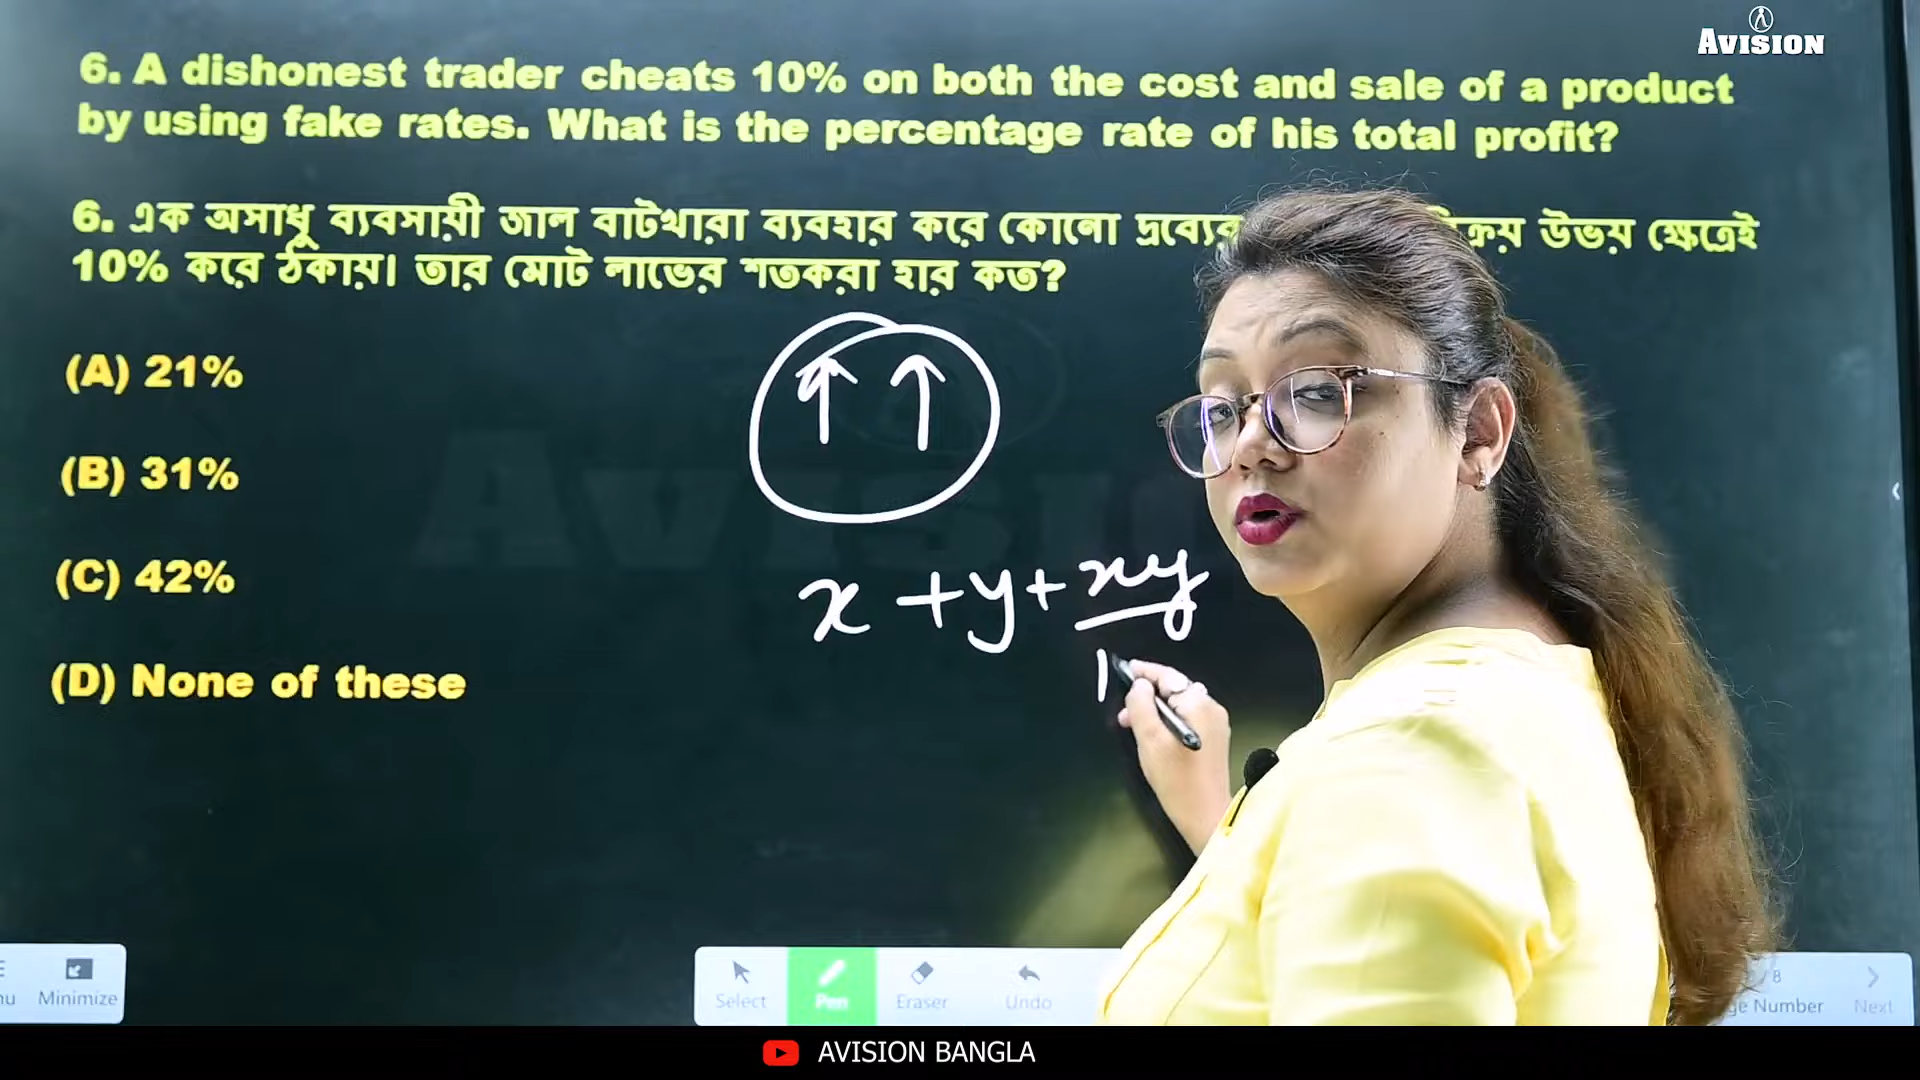 AVISION
6. A dishonest trader cheats 10% on both the cost and sale of a product
by using fake rates. What is the percentage rate of his total profit?
6. এক অসাধু ব্যবসায়ী জাল বাটখারা ব্যবহার করে কোনো দ্রব্যের উভয় ক্ষেত্রেই
10% করে ঠকায়। তার মোট লাভের শতকরা হার কত?
(A) 21%
(B) 31%
(C) 42%
(D) None of these
AVISION
x + y + xy
1
Minimize
Select
Pen
Eraser
Undo
/ 8
Number
Next
AVISION BANGLA